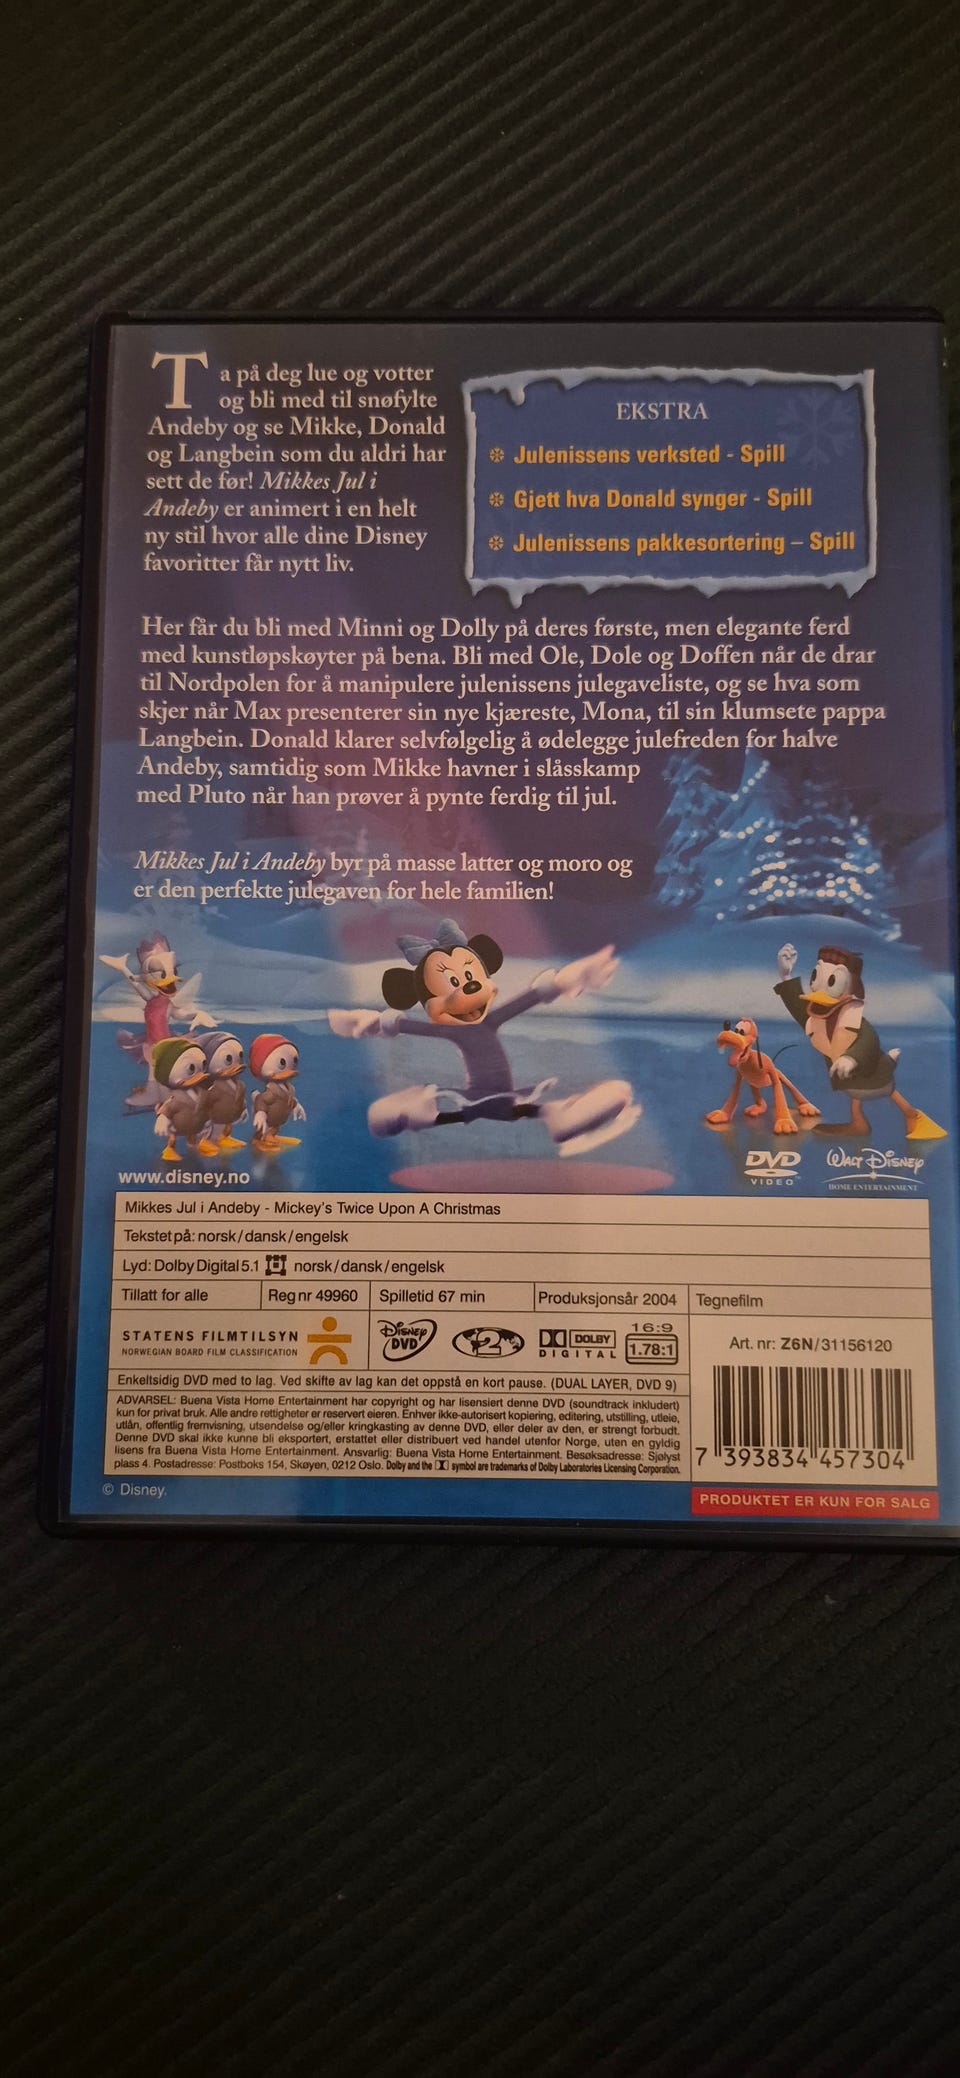 Ta på deg lue og votter
og bli med til snøfylte
Andeby og se Mikke, Donald
og Langbein som du aldri har
sett de før! Mikkes Jul i
Andeby er animert i en helt
ny stil hvor alle dine Disney
favoritter får nytt liv.
EKSTRA
Julenissens verksted - Spill
Gjett hva Donald synger - Spill
Julenissens pakkesortering – Spill
Her får du bli med Minni og Dolly på deres første, men elegante ferd
med kunstløpskøyter på bena. Bli med Ole, Dole og Doffen når de drar
til Nordpolen for å manipulere julenissens julegaveliste, og se hva som
skjer når Max presenterer sin nye kjæreste, Mona, til sin klumsete pappa
Langbein. Donald klarer selvfølgelig å ødelegge julefreden for halve
Andeby, samtidig som Mikke havner i slåsskamp
med Pluto når han prøver å pynte ferdig til jul.
Mikkes Jul i Andeby byr på masse latter og moro og
er den perfekte julegaven for hele familien!
www.disney.no
DVD
VIDEO
WALT DISNEY
HOME ENTERTAINMENT
Mikkes Jul i Andeby - Mickey's Twice Upon A Christmas
Tekstet på: norsk/dansk/engelsk
Lyd: Dolby Digital 5.1 norsk/dansk/engelsk
Tillatt for alle
Reg nr 49960
Spilletid 67 min
Produksjonsår 2004
Tegnefilm
STATENS FILMTILSYN
NORWEGIAN BOARD FILM CLASSIFICATION
DISNEY
DVD
2
DOLBY
DIGITAL
16:9
1.78:1
Art. nr: Z6N/31156120
Enkeltsidig DVD med to lag. Ved skifte av lag kan det oppstå en kort pause. (DUAL LAYER, DVD 9)
ADVARSEL: Buena Vista Home Entertainment har copyright og har lisensiert denne DVD (soundtrack inkludert)
kun for privat bruk. Alle andre rettigheter er reservert eieren. Enhver ikke-autorisert kopiering, editering, utstilling, utleie,
utlån, offentlig fremvisning, utsendelse og/eller kringkasting av denne DVD, eller deler av den, er strengt forbudt.
Denne DVD skal ikke kunne bli eksportert, erstattet eller distribuert ved handel utenfor Norge, uten en gyldig
lisens fra Buena Vista Home Entertainment. Ansvarlig: Buena Vista Home Entertainment. Besøksadresse: Sjølyst
plass 4. Postadresse: Postboks 154, Skøyen, 0212 Oslo. Dolby and the symbol are trademarks of Dolby Laboratories Licensing Corporation.
7 393834 457304
© Disney.
PRODUKTET ER KUN FOR SALG